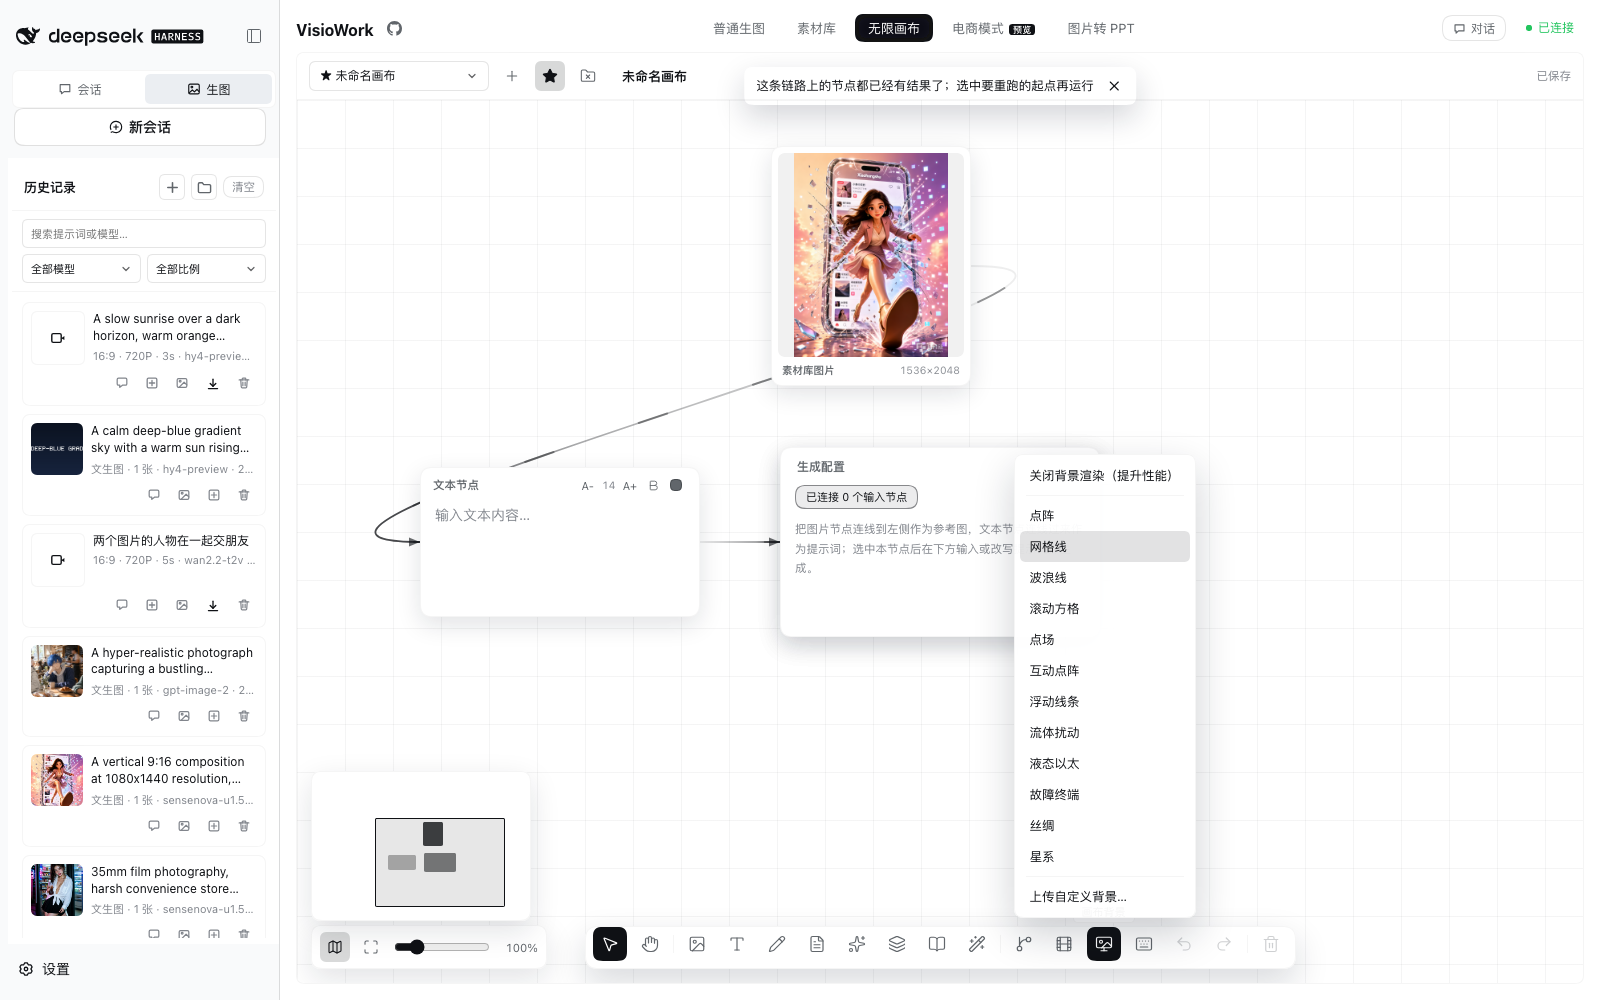 deepseek HARNESS
会话
生图
新会话
历史记录
清空
搜索提示词或模型...
全部模型
全部比例
A slow sunrise over a dark
horizon, warm orange...
16:9 · 720P · 3s · hy4-previe...
A calm deep-blue gradient
sky with a warm sun rising...
文生图 · 1 张 · hy4-preview · 2...
两个图片的人物在一起交朋友
16:9 · 720P · 5s · wan2.2-t2v ...
A hyper-realistic photograph
capturing a bustling...
文生图 · 1 张 · gpt-image-2 · 2...
A vertical 9:16 composition
at 1080x1440 resolution,...
文生图 · 1 张 · sensenova-u1.5...
35mm film photography,
harsh convenience store...
文生图 · 1 张 · sensenova-u1.5...
设置
VisioWork
普通生图
素材库
无限画布
电商模式 预览
图片转 PPT
对话
已连接
★ 未命名画布
未命名画布
这条链路上的节点都已经有结果了；选中要重跑的起点再运行
已保存
素材库图片
1536×2048
文本节点
A- 14 A+ B
输入文本内容...
生成配置
已连接 0 个输入节点
把图片节点连线到左侧作为参考图，文本节
为提示词；选中本节点后在下方输入或改写
成。
关闭背景渲染（提升性能）
点阵
网格线
波浪线
滚动方格
点场
互动点阵
浮动线条
流体扰动
液态以太
故障终端
丝绸
星系
上传自定义背景...
100%